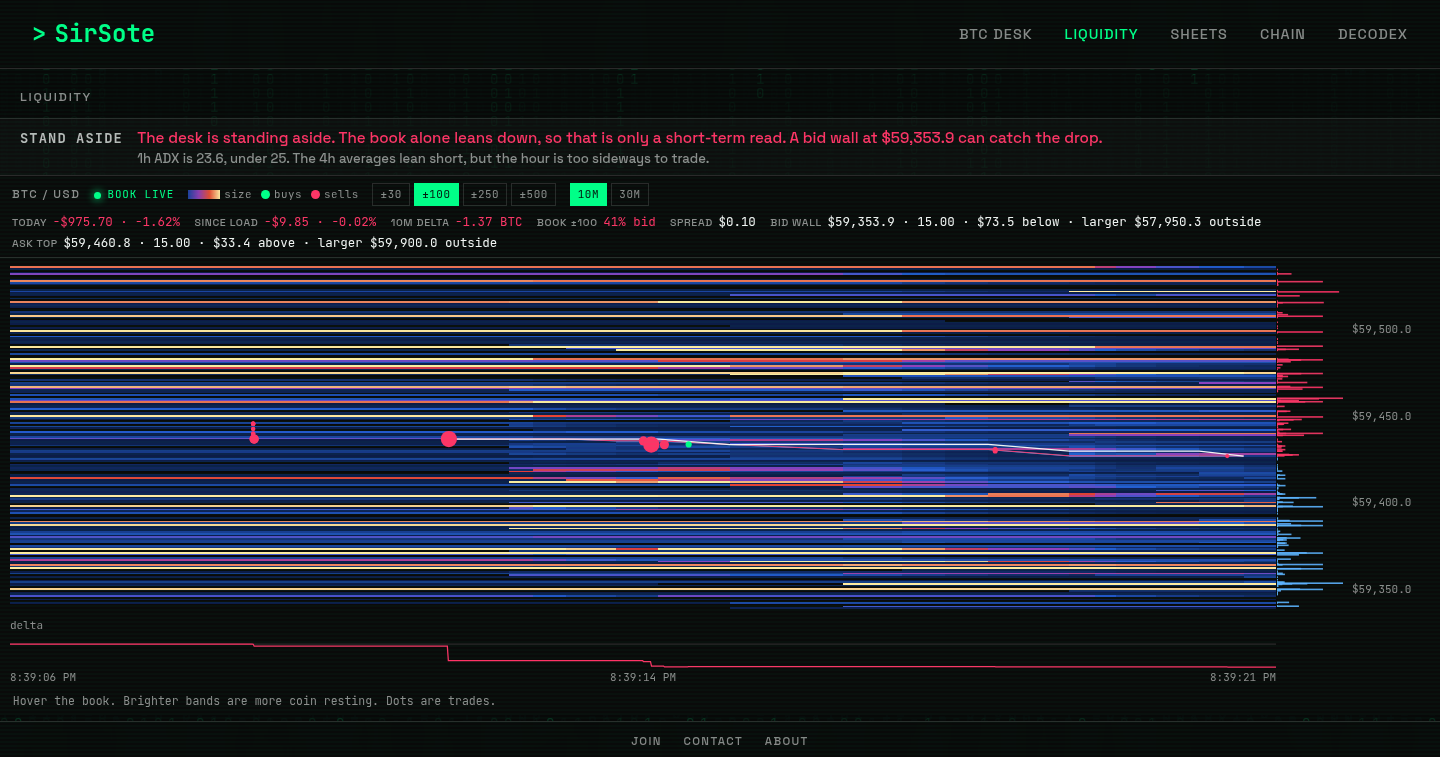 > SirSote
BTC DESK LIQUIDITY SHEETS CHAIN DECODEX
LIQUIDITY
STAND ASIDE The desk is standing aside. The book alone leans down, so that is only a short-term read. A bid wall at $59,353.9 can catch the drop.
1h ADX is 23.6, under 25. The 4h averages lean short, but the hour is too sideways to trade.
BTC / USD BOOK LIVE size buys sells ±30 ±100 ±250 ±500 10M 30M
TODAY -$975.70 · -1.62% SINCE LOAD -$9.85 · -0.02% 10M DELTA -1.37 BTC BOOK ±100 41% bid SPREAD $0.10 BID WALL $59,353.9 · 15.00 · $73.5 below · larger $57,950.3 outside
ASK TOP $59,460.8 · 15.00 · $33.4 above · larger $59,900.0 outside
$59,500.0
$59,450.0
$59,400.0
$59,350.0
delta
8:39:06 PM 8:39:14 PM 8:39:21 PM
Hover the book. Brighter bands are more coin resting. Dots are trades.
JOIN CONTACT ABOUT